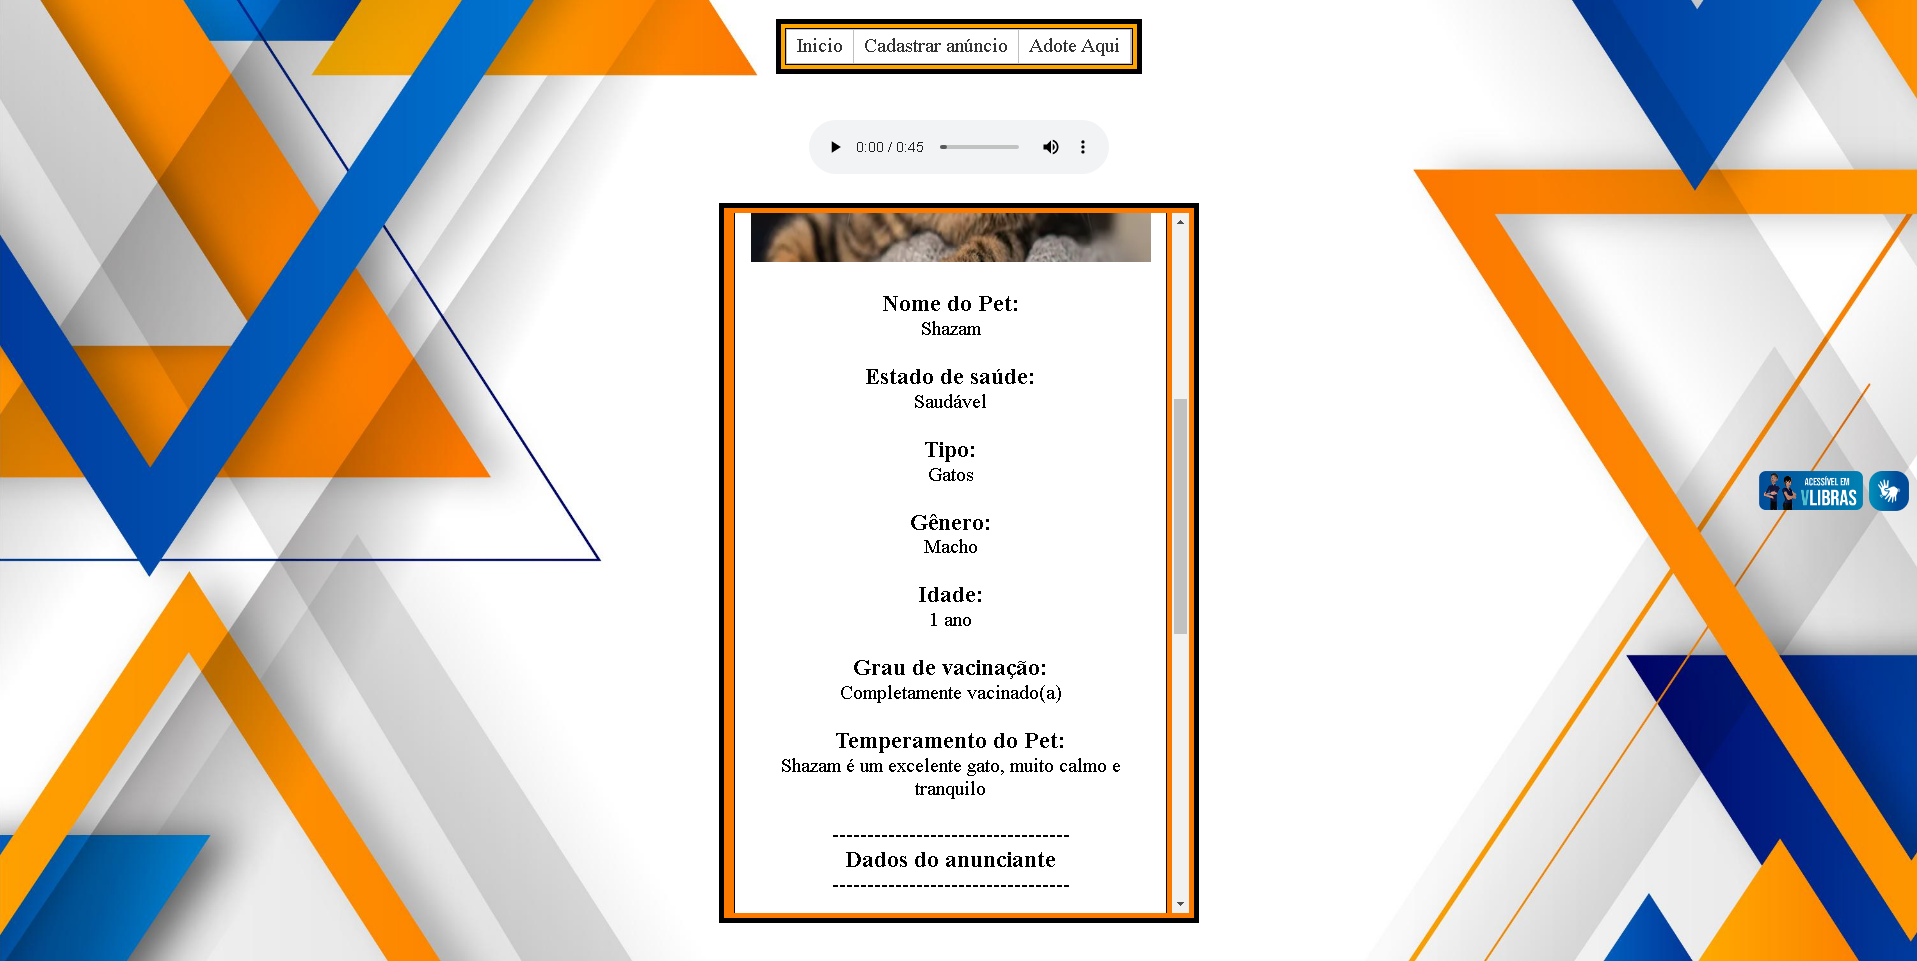 Inicio
Cadastrar anúncio
Adote Aqui
0:00 / 0:45
Nome do Pet:
Shazam
Estado de saúde:
Saudável
Tipo:
Gatos
Gênero:
Macho
Idade:
1 ano
Grau de vacinação:
Completamente vacinado(a)
Temperamento do Pet:
Shazam é um excelente gato, muito calmo e
tranquilo
----------------------------------
Dados do anunciante
----------------------------------
ACESSÍVEL EM
VLIBRAS